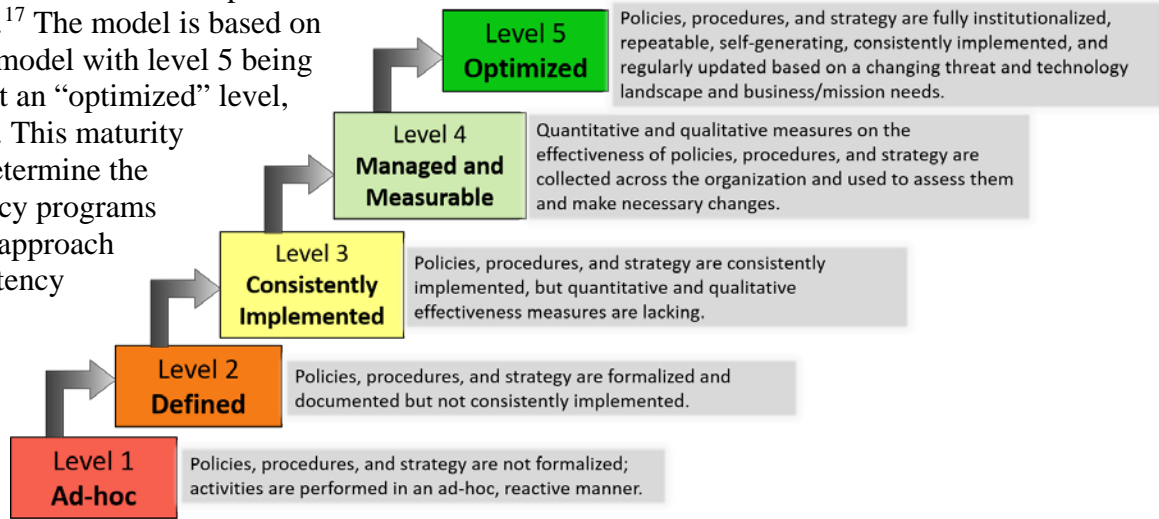 .17 The model is based on
model with level 5 being
t an “optimized” level,
. This maturity
etermine the
cy programs
approach
tency
Level 5
Optimized
Policies, procedures, and strategy are fully institutionalized,
repeatable, self-generating, consistently implemented, and
regularly updated based on a changing threat and technology
landscape and business/mission needs.
Level 4
Managed and
Measurable
Quantitative and qualitative measures on the
effectiveness of policies, procedures, and strategy are
collected across the organization and used to assess them
and make necessary changes.
Level 3
Consistently
Implemented
Policies, procedures, and strategy are consistently
implemented, but quantitative and qualitative
effectiveness measures are lacking.
Level 2
Defined
Policies, procedures, and strategy are formalized and
documented but not consistently implemented.
Level 1
Ad-hoc
Policies, procedures, and strategy are not formalized;
activities are performed in an ad-hoc, reactive manner.